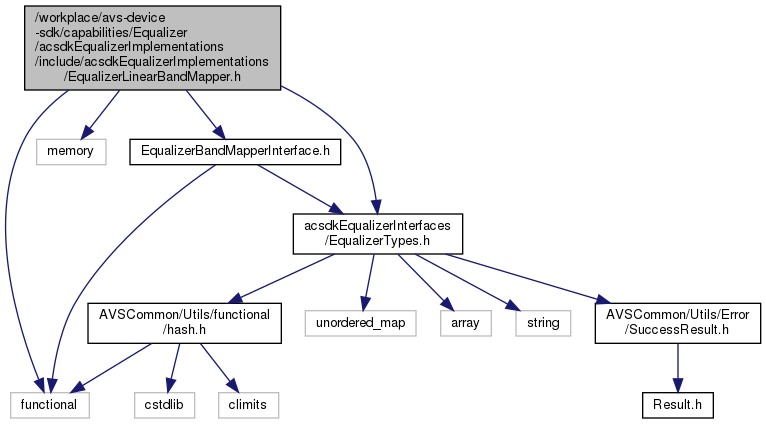 /workplace/avs-device
-sdk/capabilities/Equalizer
/acsdkEqualizerImplementations
/include/acsdkEqualizerImplementations
/EqualizerLinearBandMapper.h
memory
EqualizerBandMapperInterface.h
acsdkEqualizerInterfaces
/EqualizerTypes.h
AVSCommon/Utils/functional
/hash.h
unordered_map
array
string
AVSCommon/Utils/Error
/SuccessResult.h
functional
cstdlib
climits
Result.h